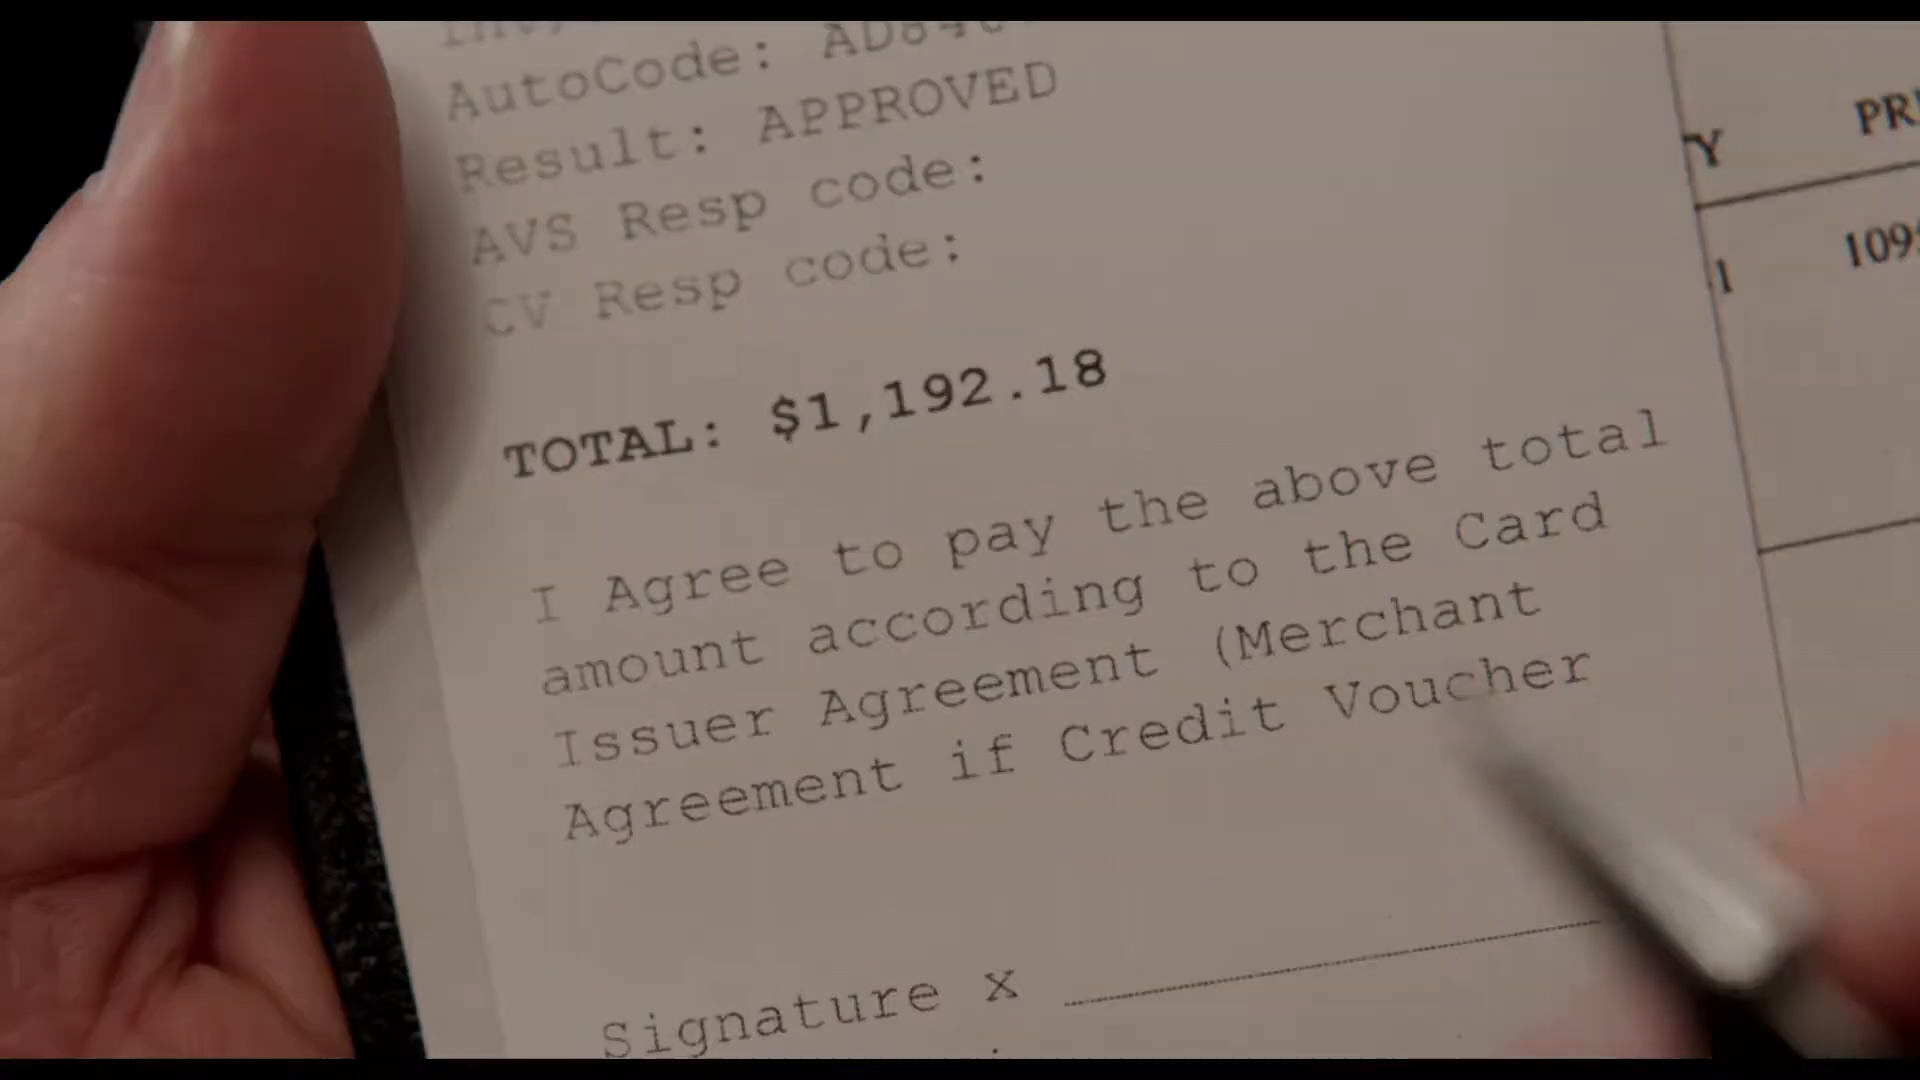 AutoCode:
Result: APPROVED
AVS Resp code:
CV Resp code:
TOTAL: $1,192.18
I Agree to pay the above total
amount according to the Card
Issuer Agreement (Merchant
Agreement if Credit Voucher
Signature x
Y
1